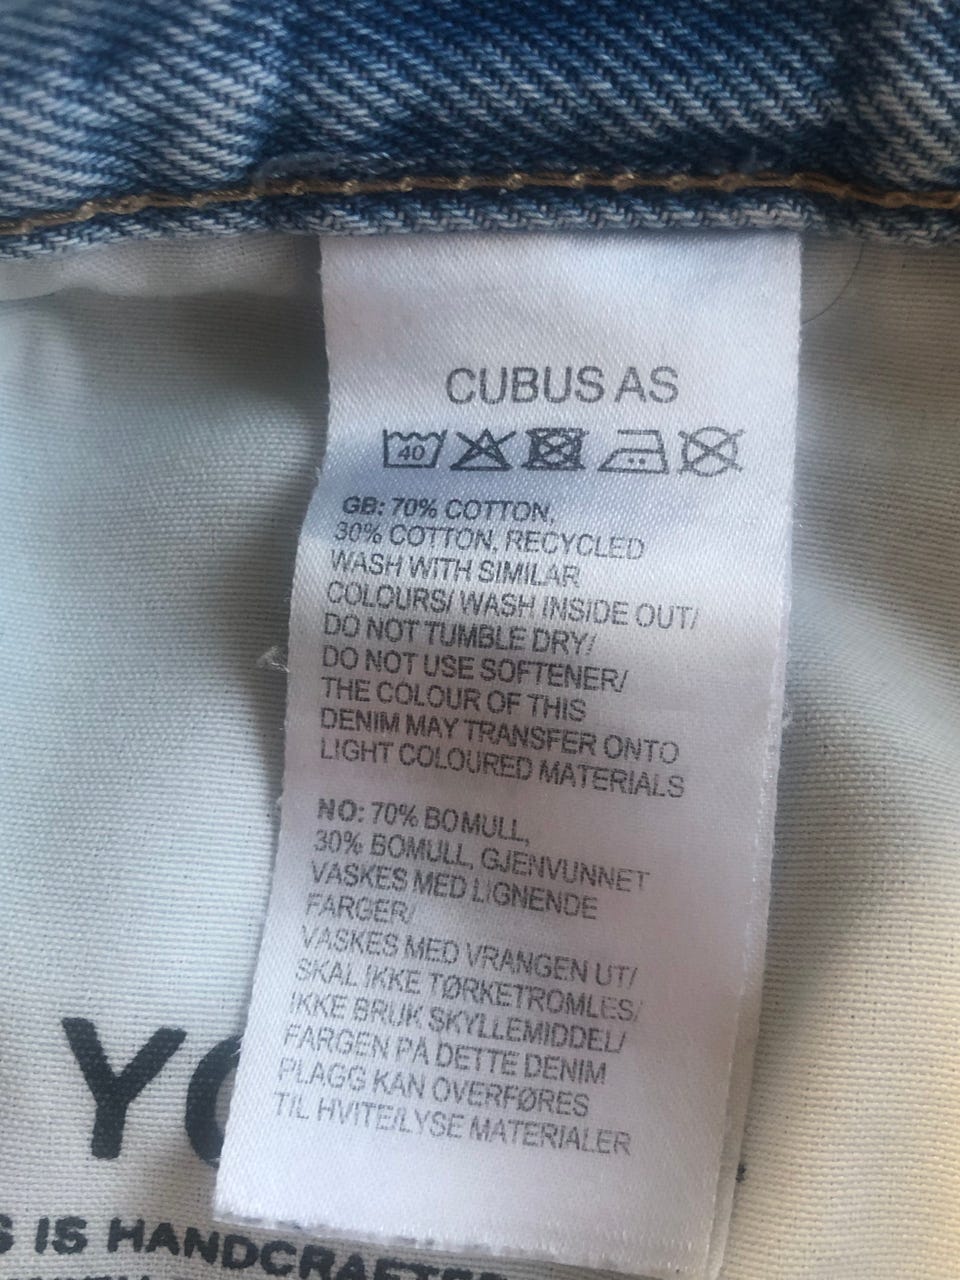 CUBUS AS
40
GB: 70% COTTON,
30% COTTON, RECYCLED
WASH WITH SIMILAR
COLOURS/ WASH INSIDE OUT/
DO NOT TUMBLE DRY/
DO NOT USE SOFTENER/
THE COLOUR OF THIS
DENIM MAY TRANSFER ONTO
LIGHT COLOURED MATERIALS
NO: 70% BOMULL,
30% BOMULL, GJENVUNNET
VASKES MED LIGNENDE
FARGER/
VASKES MED VRANGEN UT/
SKAL IKKE TØRKETROMLES/
IKKE BRUK SKYLLEMIDDEL/
FARGEN PÅ DETTE DENIM
PLAGG KAN OVERFØRES
TIL HVITE/LYSE MATERIALER
IS